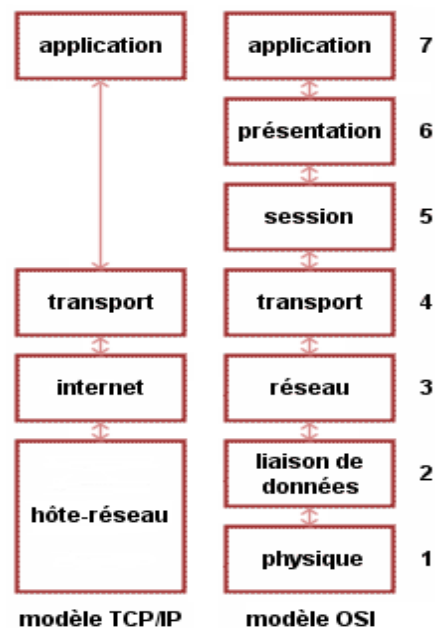 application application 7
présentation 6
session 5
transport transport 4
internet réseau 3
liaison de
données 2
hôte-réseau
physique 1
modèle TCP/IP modèle OSI